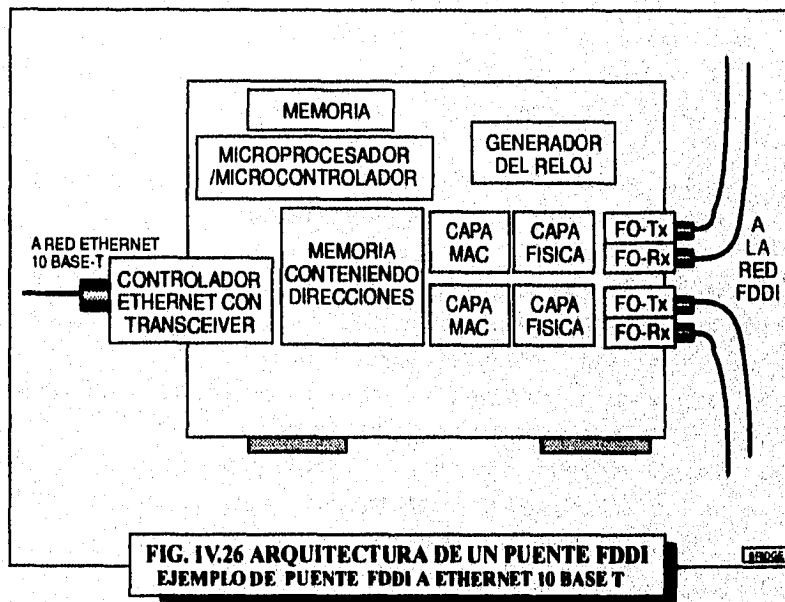 MEMORIA
MICROPROCESADOR
/MICROCONTROLADOR
GENERADOR
DEL RELOJ
A RED ETHERNET
10 BASE-T
CONTROLADOR
ETHERNET CON
TRANSCEIVER
MEMORIA
CONTENIENDO
DIRECCIONES
CAPA
MAC
CAPA
FISICA
FO-Tx
FO-Rx
CAPA
MAC
CAPA
FISICA
FO-Tx
FO-Rx
A
LA
RED
FDDI
FIG. IV.26 ARQUITECTURA DE UN PUENTE FDDI
EJEMPLO DE PUENTE FDDI A ETHERNET 10 BASE T
BRIDGE